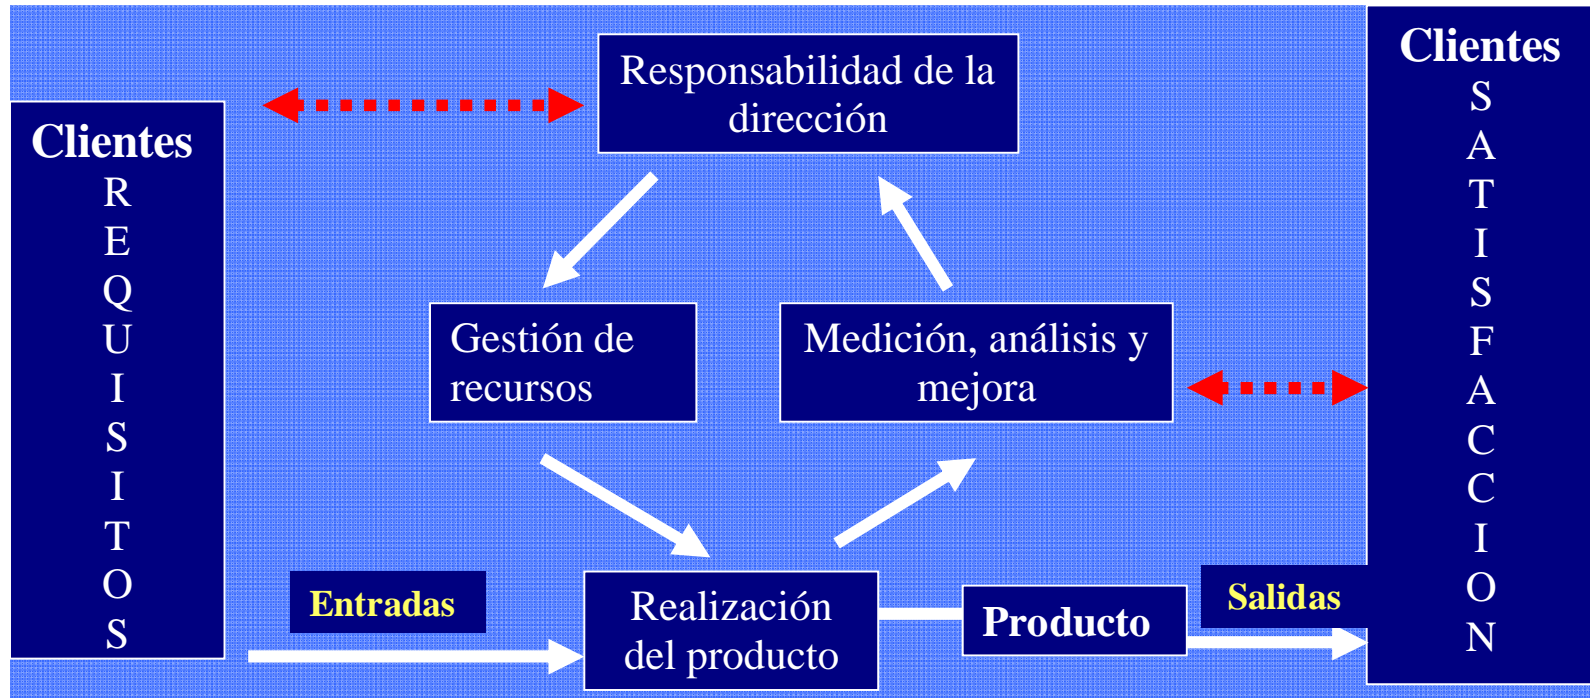 Clientes
R
E
Q
U
I
S
I
T
O
S
Responsabilidad de la
dirección
Gestión de
recursos
Medición, análisis y
mejora
Entradas
Realización
del producto
Producto
Salidas
Clientes
S
A
T
I
S
F
A
C
C
I
O
N